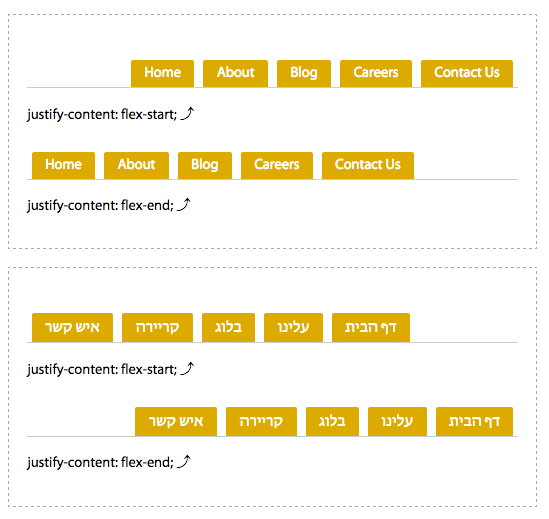 Home About Blog Careers Contact Us
justify-content: flex-start; ⤴
Home About Blog Careers Contact Us
justify-content: flex-end; ⤴
דף הבית עלינו בלוג קריירה איש קשר
justify-content: flex-start; ⤴
דף הבית עלינו בלוג קריירה איש קשר
justify-content: flex-end; ⤴